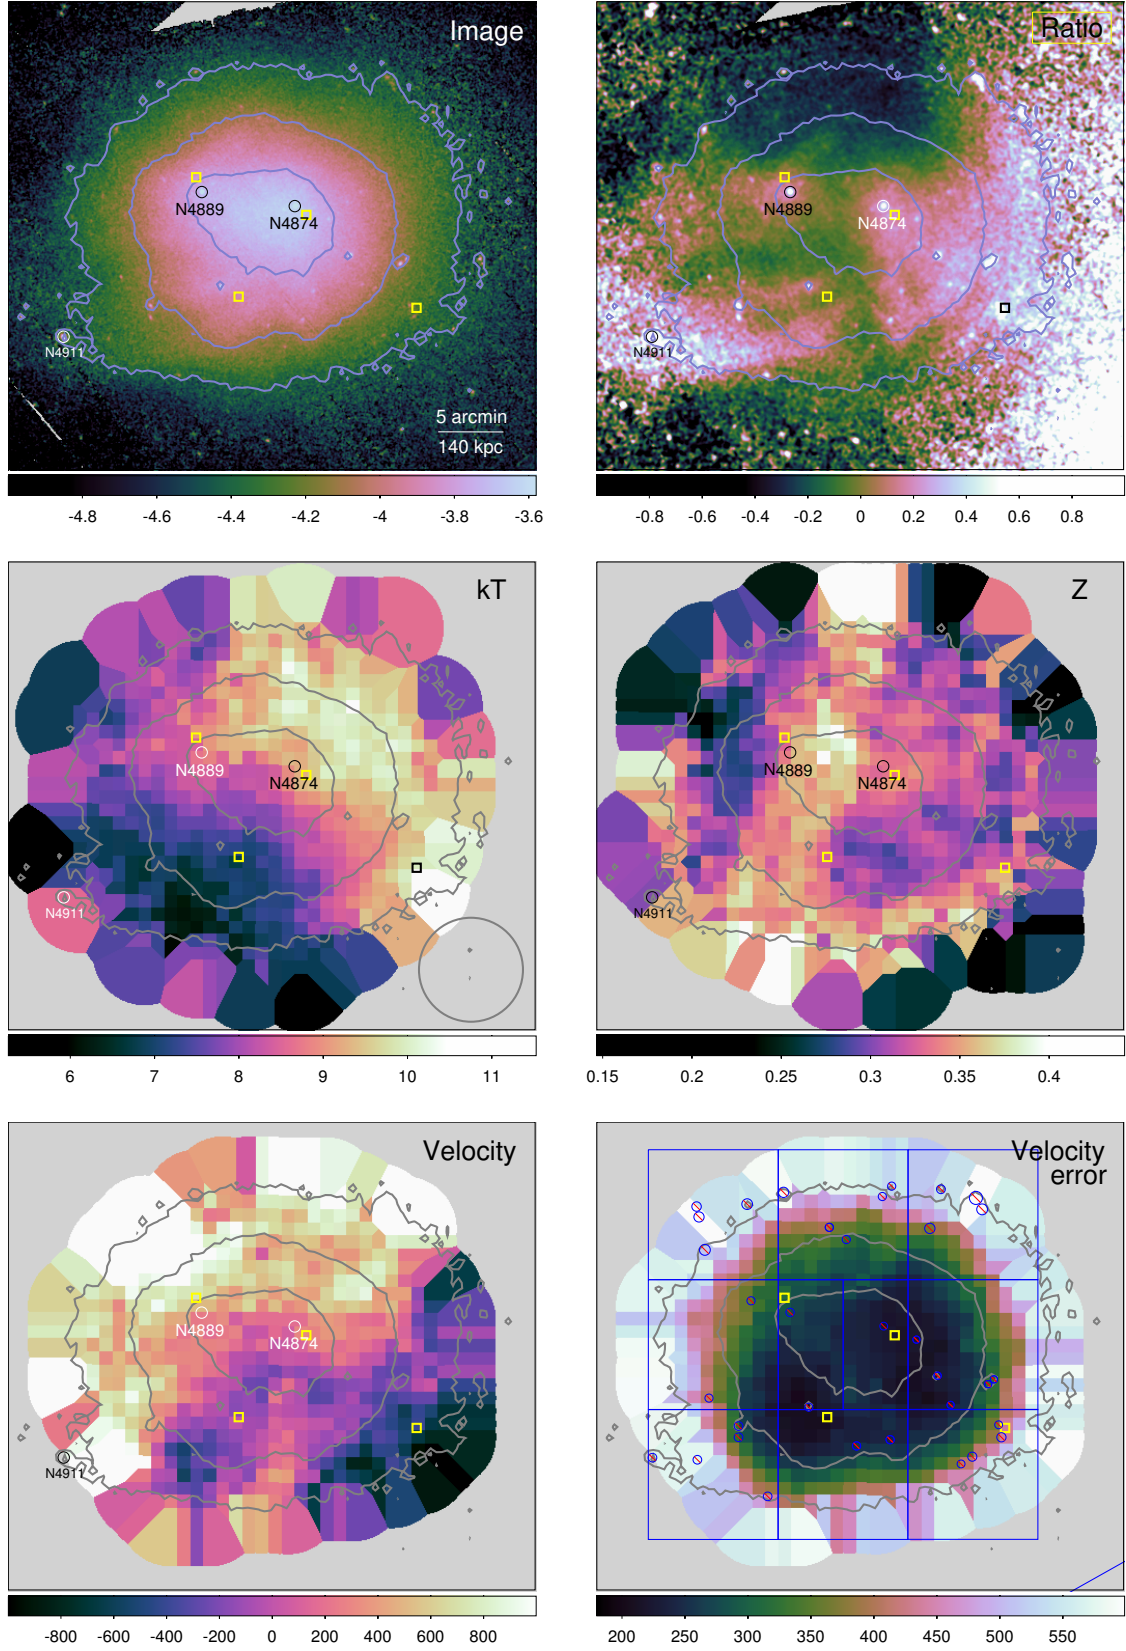 Image
N4889
N4874
N4911
5 arcmin
140 kpc
-4.8 -4.6 -4.4 -4.2 -4 -3.8 -3.6
Ratio
N4889
N4874
N4911
-0.8 -0.6 -0.4 -0.2 0 0.2 0.4 0.6 0.8
kT
N4889
N4874
N4911
6 7 8 9 10 11
Z
N4889
N4874
N4911
0.15 0.2 0.25 0.3 0.35 0.4
Velocity
N4889
N4874
N4911
-800 -600 -400 -200 0 200 400 600 800
Velocity
error
200 250 300 350 400 450 500 550